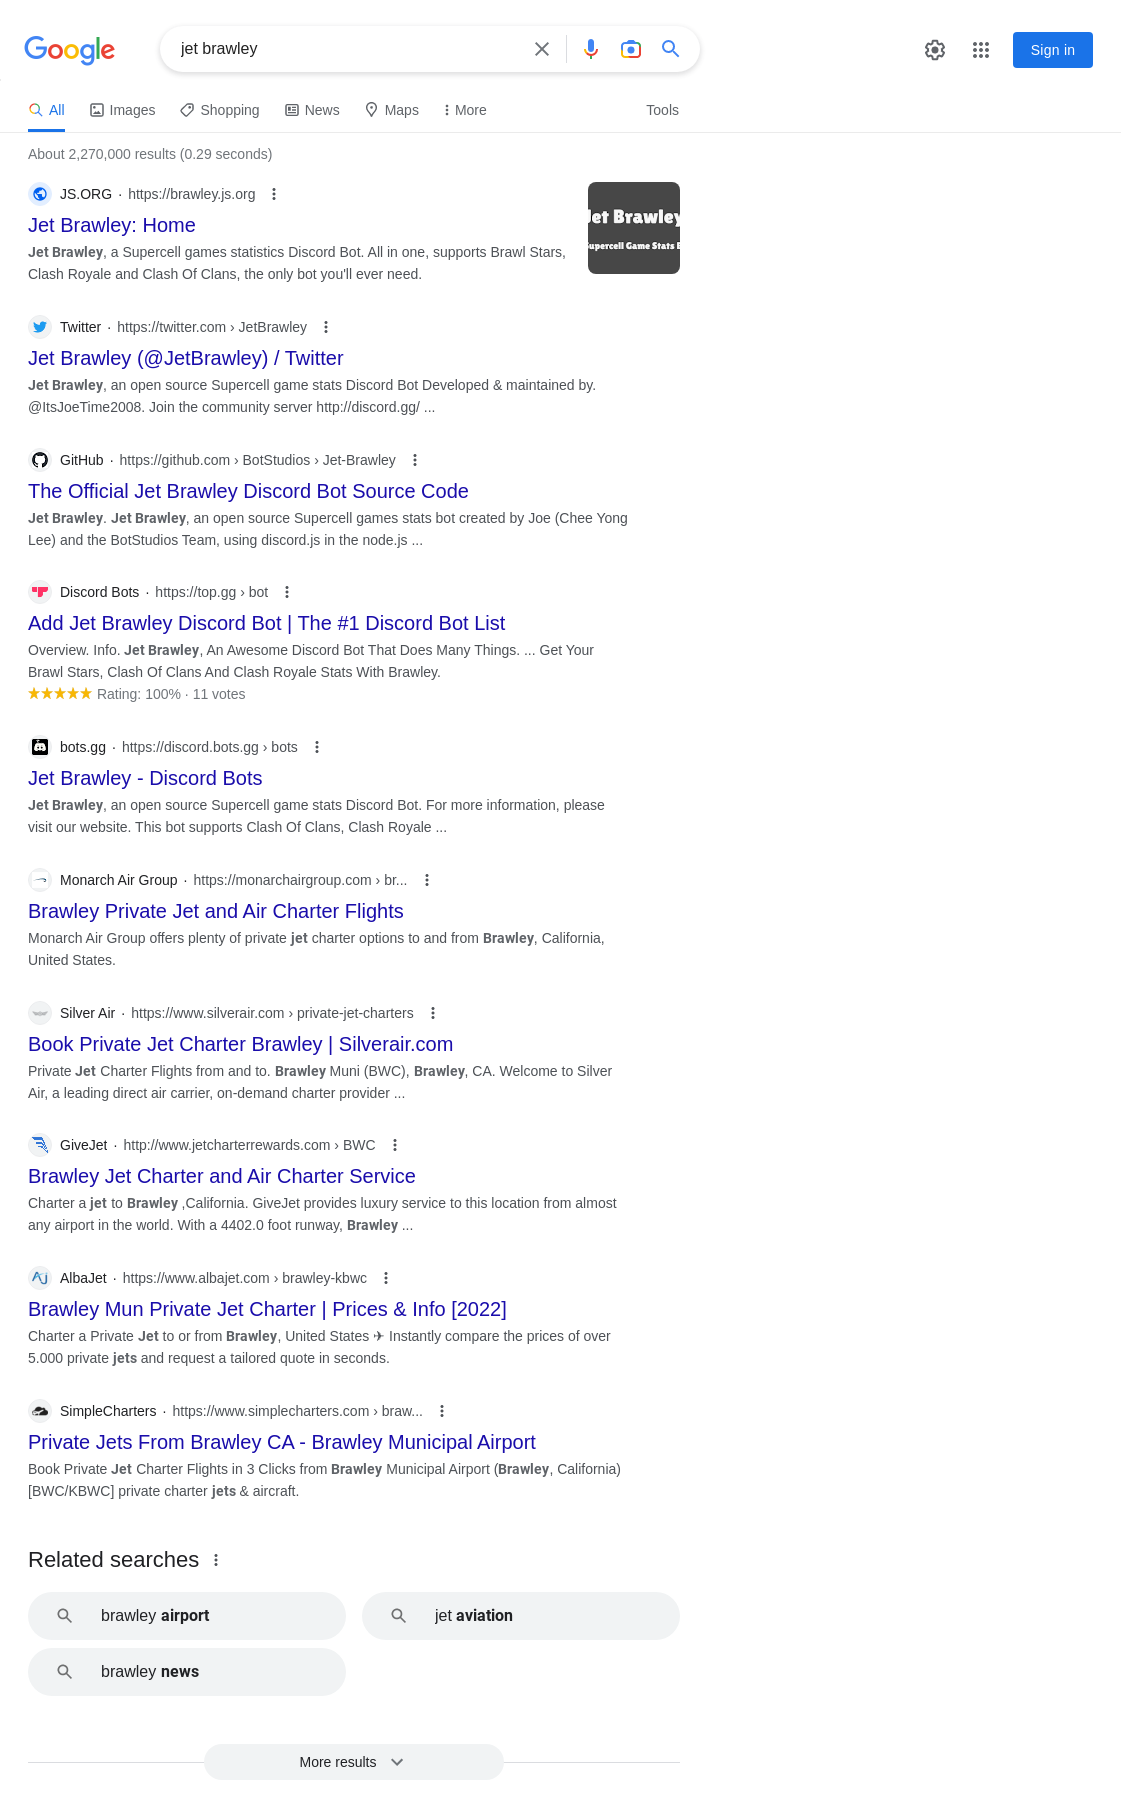 Google
jet brawley
Sign in
All
Images
Shopping
News
Maps
More
Tools
About 2,270,000 results (0.29 seconds)
JS.ORG · https://brawley.js.org
Jet Brawley: Home
Jet Brawley, a Supercell games statistics Discord Bot. All in one, supports Brawl Stars,
Clash Royale and Clash Of Clans, the only bot you'll ever need.
Jet Brawley
Supercell Game Stats
Twitter · https://twitter.com › JetBrawley
Jet Brawley (@JetBrawley) / Twitter
Jet Brawley, an open source Supercell game stats Discord Bot Developed & maintained by.
@ItsJoeTime2008. Join the community server http://discord.gg/ ...
GitHub · https://github.com › BotStudios › Jet-Brawley
The Official Jet Brawley Discord Bot Source Code
Jet Brawley. Jet Brawley, an open source Supercell games stats bot created by Joe (Chee Yong
Lee) and the BotStudios Team, using discord.js in the node.js ...
Discord Bots · https://top.gg › bot
Add Jet Brawley Discord Bot | The #1 Discord Bot List
Overview. Info. Jet Brawley, An Awesome Discord Bot That Does Many Things. ... Get Your
Brawl Stars, Clash Of Clans And Clash Royale Stats With Brawley.
Rating: 100% · 11 votes
bots.gg · https://discord.bots.gg › bots
Jet Brawley - Discord Bots
Jet Brawley, an open source Supercell game stats Discord Bot. For more information, please
visit our website. This bot supports Clash Of Clans, Clash Royale ...
Monarch Air Group · https://monarchairgroup.com › br...
Brawley Private Jet and Air Charter Flights
Monarch Air Group offers plenty of private jet charter options to and from Brawley, California,
United States.
Silver Air · https://www.silverair.com › private-jet-charters
Book Private Jet Charter Brawley | Silverair.com
Private Jet Charter Flights from and to. Brawley Muni (BWC), Brawley, CA. Welcome to Silver
Air, a leading direct air carrier, on-demand charter provider ...
GiveJet · http://www.jetcharterrewards.com › BWC
Brawley Jet Charter and Air Charter Service
Charter a jet to Brawley ,California. GiveJet provides luxury service to this location from almost
any airport in the world. With a 4402.0 foot runway, Brawley ...
AlbaJet · https://www.albajet.com › brawley-kbwc
Brawley Mun Private Jet Charter | Prices & Info [2022]
Charter a Private Jet to or from Brawley, United States ✈ Instantly compare the prices of over
5.000 private jets and request a tailored quote in seconds.
SimpleCharters · https://www.simplecharters.com › braw...
Private Jets From Brawley CA - Brawley Municipal Airport
Book Private Jet Charter Flights in 3 Clicks from Brawley Municipal Airport (Brawley, California)
[BWC/KBWC] private charter jets & aircraft.
Related searches
brawley airport
jet aviation
brawley news
More results